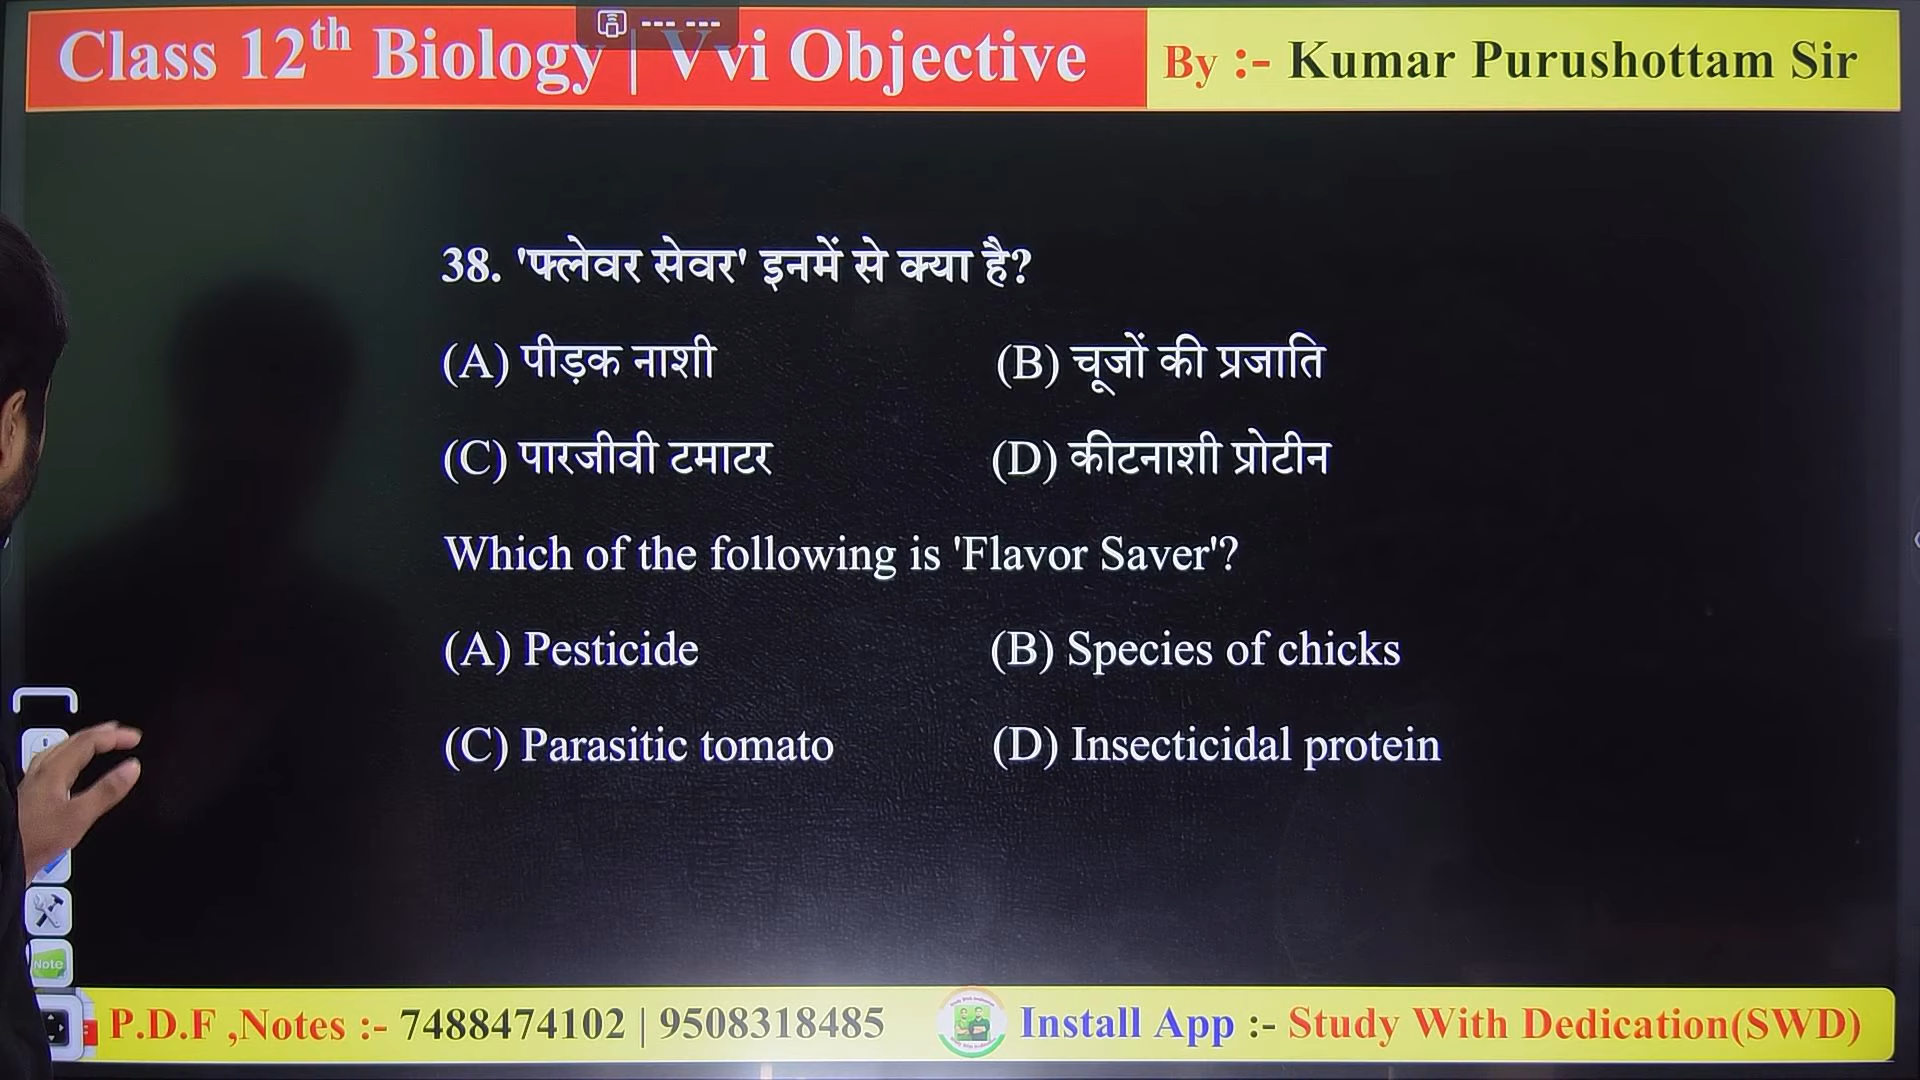 Class 12th Biology | Vvi Objective By :- Kumar Purushottam Sir
38. 'फ्लेवर सेवर' इनमें से क्या है?
(A) पीड़क नाशी (B) चूजों की प्रजाति
(C) पारजीवी टमाटर (D) कीटनाशी प्रोटीन
Which of the following is 'Flavor Saver'?
(A) Pesticide (B) Species of chicks
(C) Parasitic tomato (D) Insecticidal protein
Note
P.D.F ,Notes :- 7488474102 | 9508318485 Install App :- Study With Dedication(SWD)